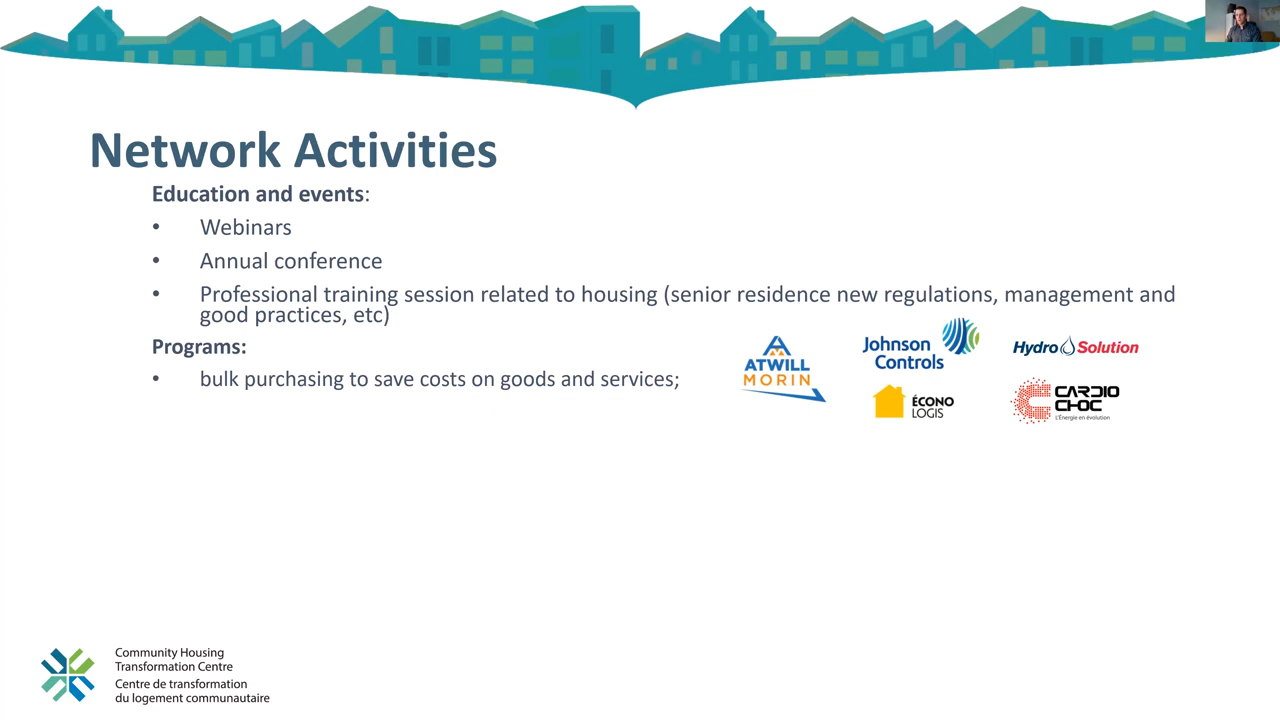 Network Activities
Education and events:
• Webinars
• Annual conference
• Professional training session related to housing (senior residence new regulations, management and
good practices, etc)
Programs:
• bulk purchasing to save costs on goods and services;
ATWILL
MORIN
Johnson
Controls
Hydro Solution
ÉCONO
LOGIS
CARDIO
CHOC
L'Énergie en évolution
Community Housing
Transformation Centre
Centre de transformation
du logement communautaire